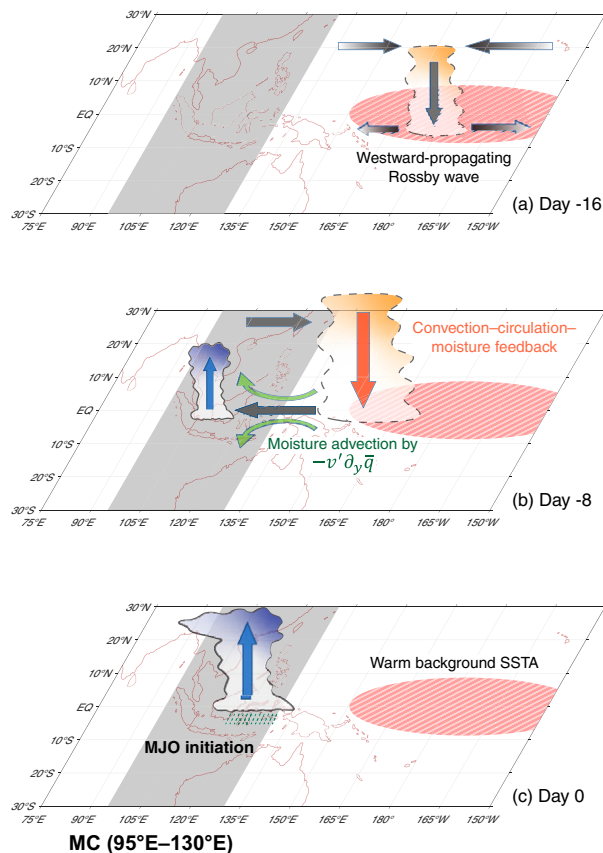 30°N
20°N
10°N
EQ
10°S
20°S
30°S
75°E 90°E 105°E 120°E 135°E 150°E 165°E 180° 165°W 150°W
Westward-propagating
Rossby wave
(a) Day -16
30°N
20°N
10°N
EQ
10°S
20°S
30°S
75°E 90°E 105°E 120°E 135°E 150°E 165°E 180° 165°W 150°W
Convection–circulation–
moisture feedback
Moisture advection by
$-v'\partial_y\bar{q}$
(b) Day -8
30°N
20°N
10°N
EQ
10°S
20°S
30°S
75°E 90°E 105°E 120°E 135°E 150°E 165°E 180° 165°W 150°W
Warm background SSTA
MJO initiation
(c) Day 0
MC (95°E–130°E)